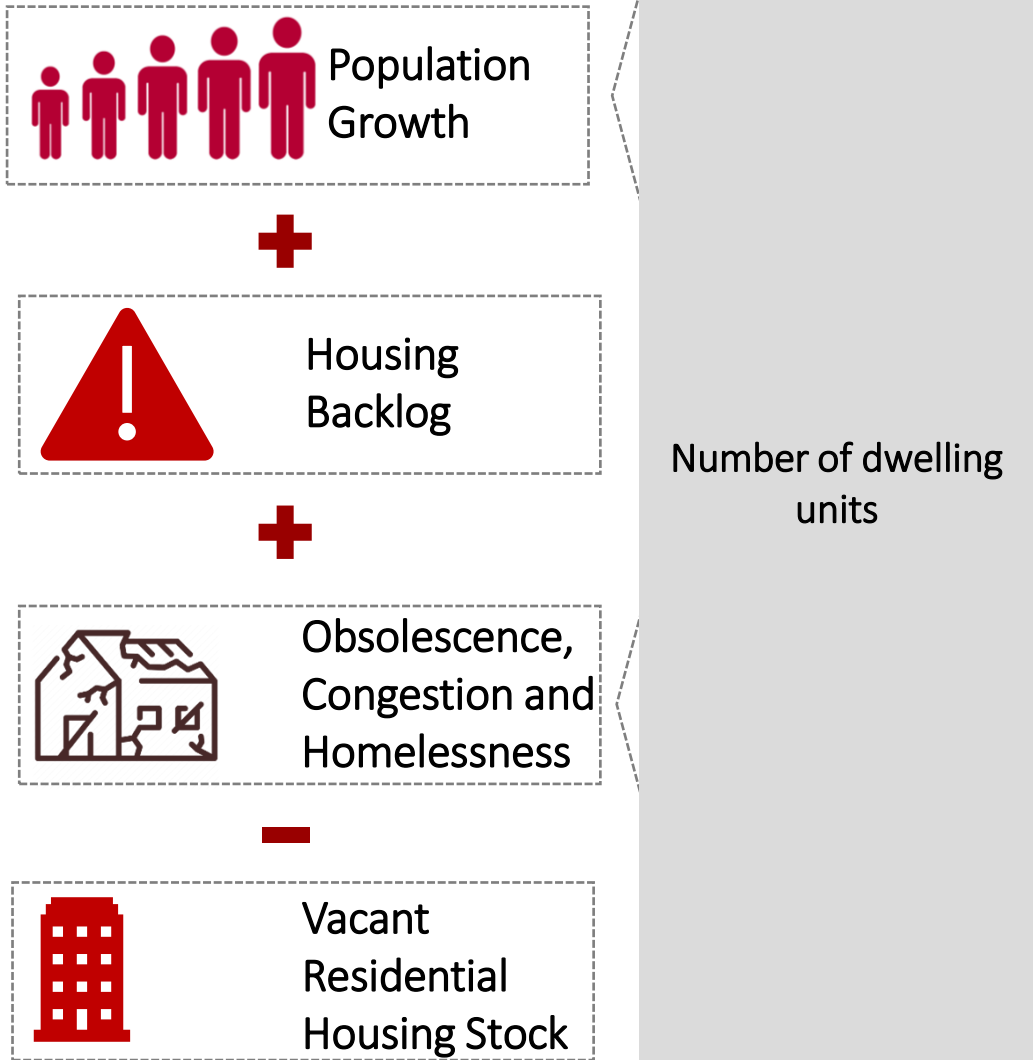 Population
Growth
Housing
Backlog
Number of dwelling
units
Obsolescence,
Congestion and
Homelessness
Vacant
Residential
Housing Stock